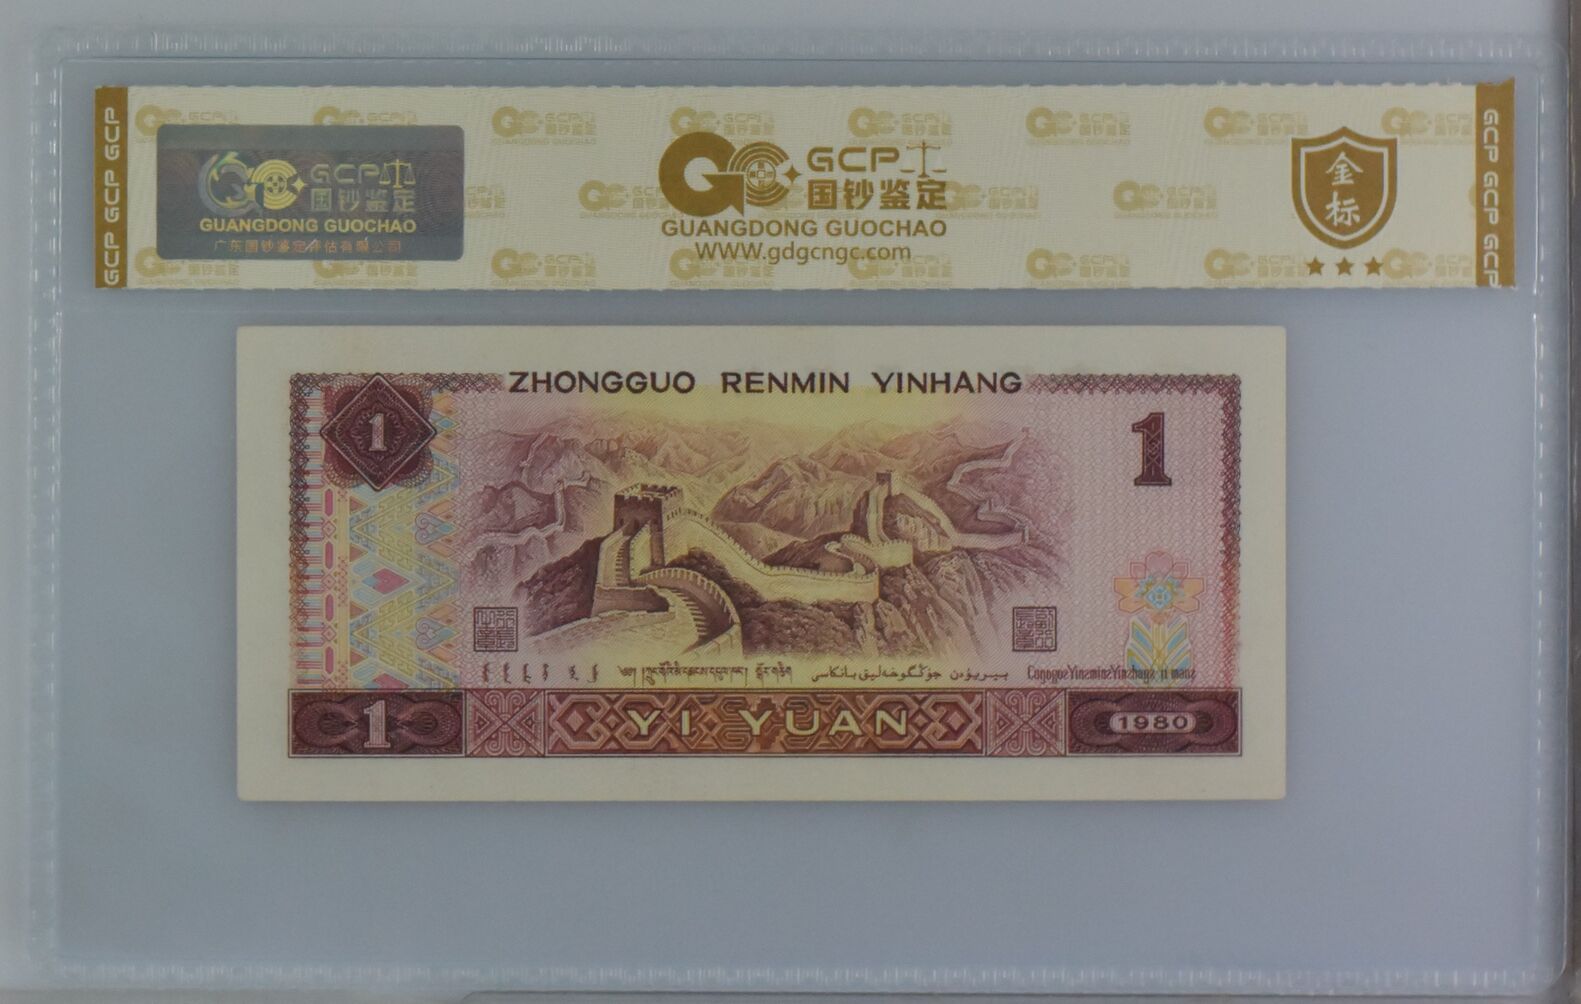 GCP GCP GCP
GCP
国钞鉴定
GUANGDONG GUOCHAO
广东国钞鉴定评估有限公司
GCP
国钞鉴定
GUANGDONG GUOCHAO
WWW.gdgcngc.com
金
标
GCP GCP GCP
ZHONGGUO RENMIN YINHANG
1
1
1
YI YUAN
1980